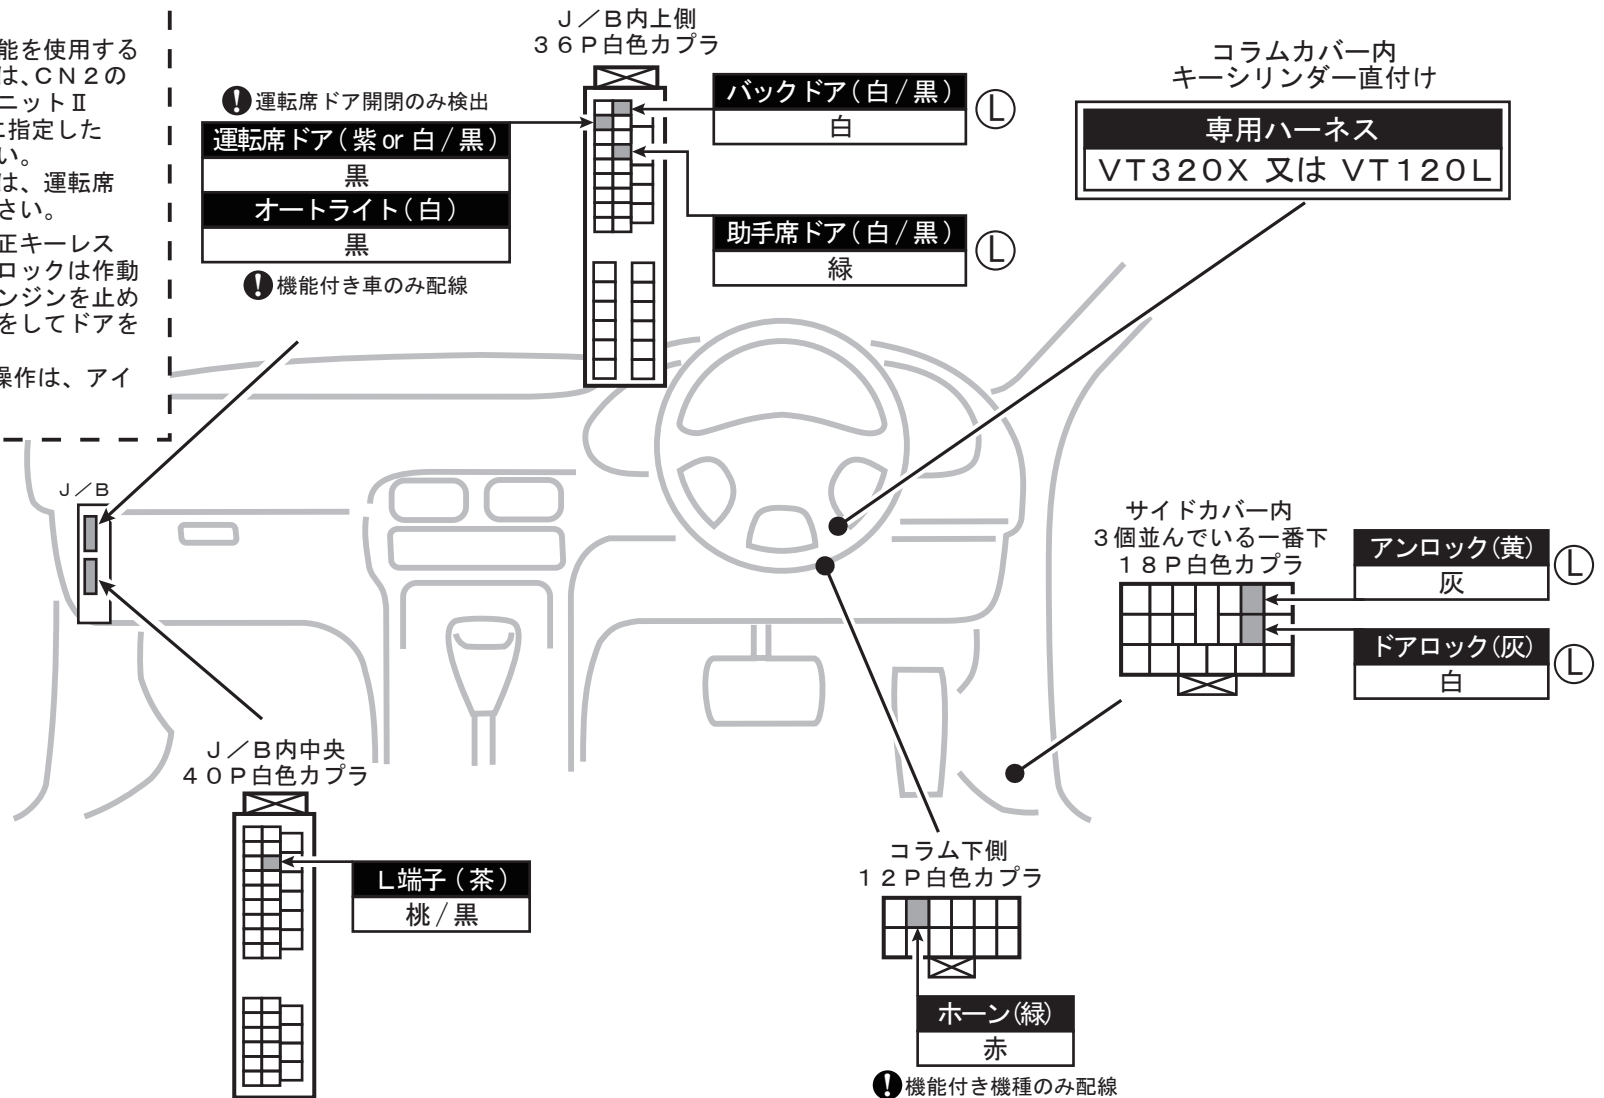 能を使用する
は、CN2の
ニットⅡ
に指定した
い。
は、運転席
さい。
正キーレス
ロックは作動
ンジンを止め
をしてドアを
操作は、アイ
J/B内上側
36P白色カプラ
運転席ドア開閉のみ検出
運転席ドア(紫 or 白/黒)
黒
オートライト(白)
黒
機能付き車のみ配線
バックドア(白/黒)
白
L
助手席ドア(白/黒)
緑
L
コラムカバー内
キーシリンダー直付け
専用ハーネス
VT320X 又は VT120L
J/B
サイドカバー内
3個並んでいる一番下
18P白色カプラ
アンロック(黄)
灰
L
ドアロック(灰)
白
L
J/B内中央
40P白色カプラ
L端子(茶)
桃/黒
コラム下側
12P白色カプラ
ホーン(緑)
赤
機能付き機種のみ配線